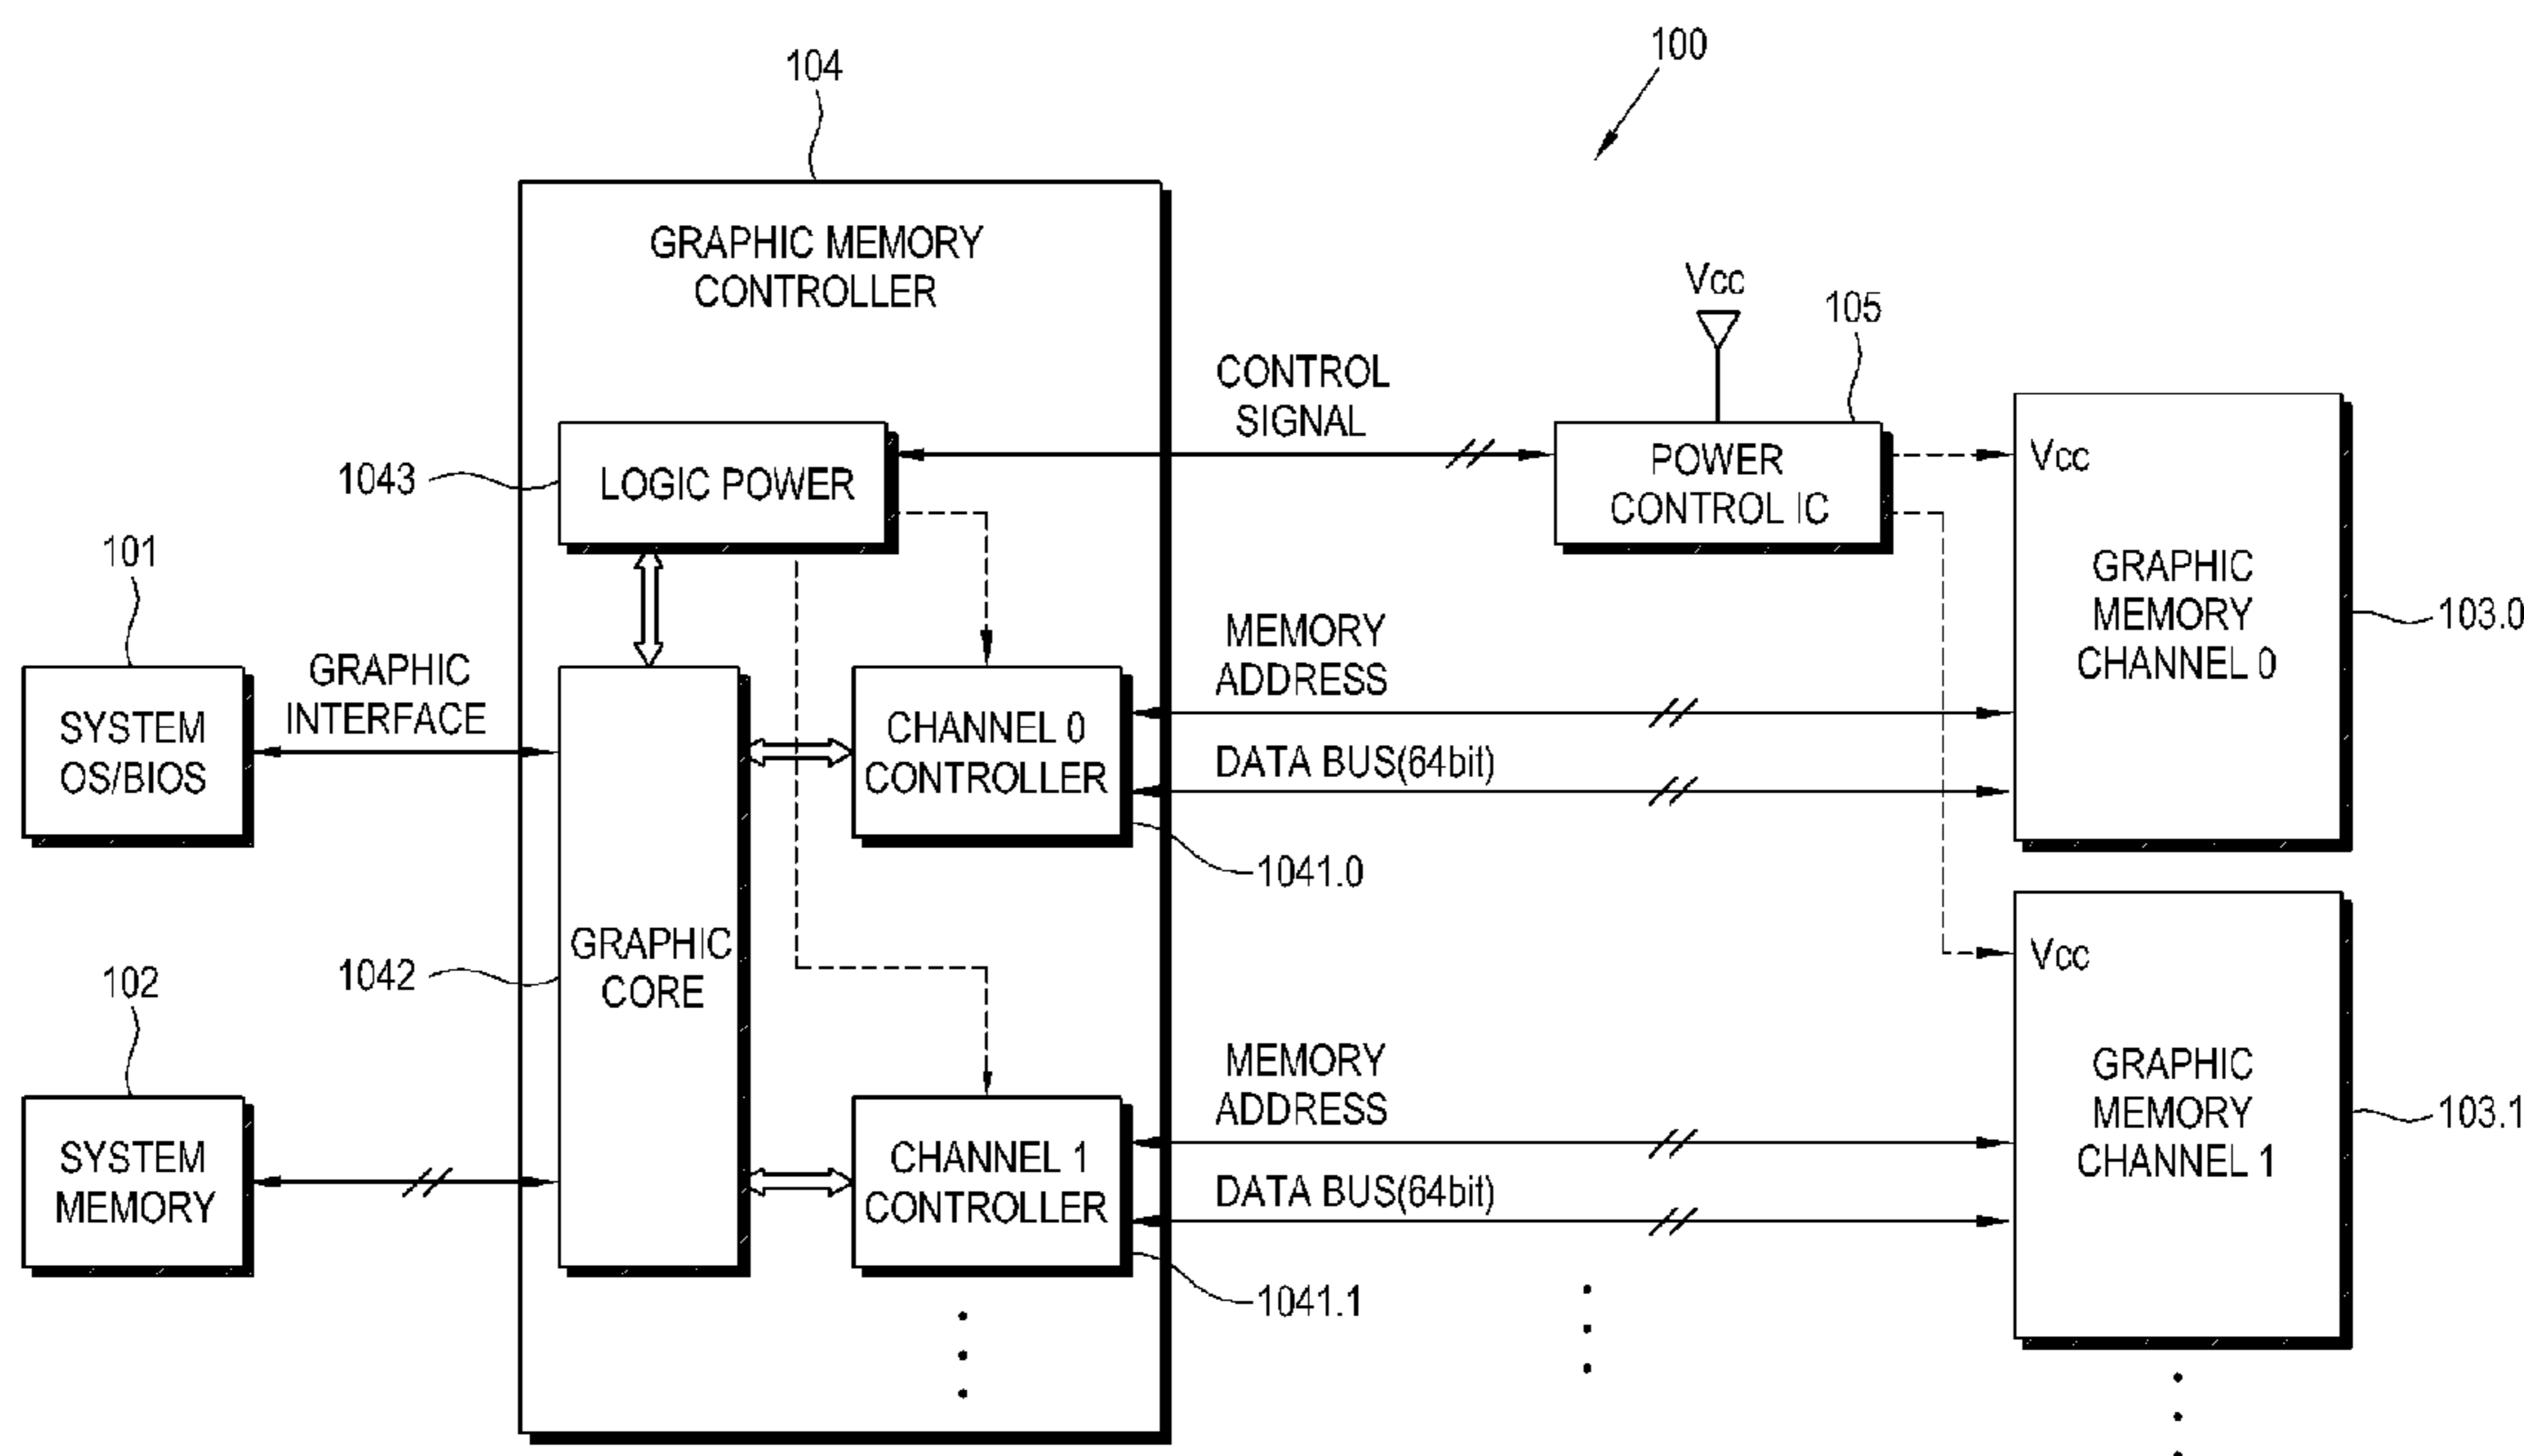 100
104
GRAPHIC MEMORY
CONTROLLER
Vcc
105
CONTROL
SIGNAL
1043
LOGIC POWER
POWER
CONTROL IC
Vcc
GRAPHIC
MEMORY
CHANNEL 0
103.0
101
SYSTEM
OS/BIOS
GRAPHIC
INTERFACE
CHANNEL 0
CONTROLLER
MEMORY
ADDRESS
DATA BUS(64bit)
1041.0
1042
GRAPHIC
CORE
Vcc
GRAPHIC
MEMORY
CHANNEL 1
103.1
102
SYSTEM
MEMORY
CHANNEL 1
CONTROLLER
MEMORY
ADDRESS
DATA BUS(64bit)
1041.1